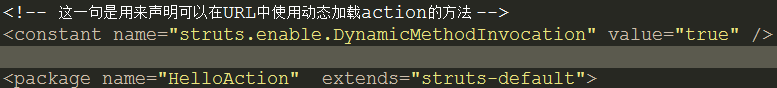 <!-- 这一句是用来声明可以在URL中使用动态加载action的方法 -->
<constant name="struts.enable.DynamicMethodInvocation" value="true" />
<package name="HelloAction"  extends="struts-default">